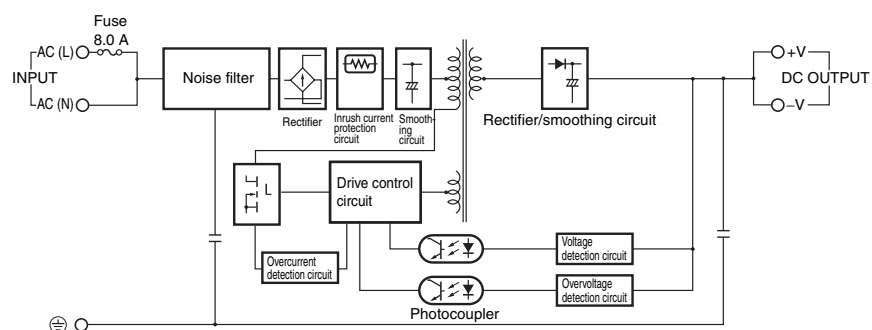 Fuse
8.0 A
AC (L)
INPUT
AC (N)
Noise filter
Rectifier
Inrush current
protection
circuit
Smooth-
ing
circuit
Rectifier/smoothing circuit
+V
DC OUTPUT
–V
L
Drive control
circuit
Overcurrent
detection circuit
Voltage
detection circuit
Overvoltage
detection circuit
Photocoupler